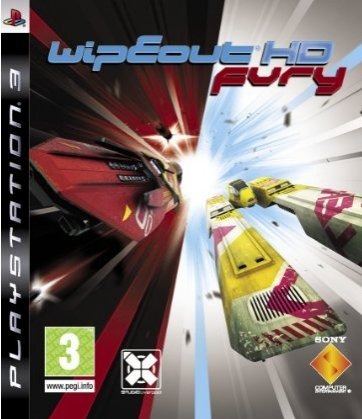 PLAYSTATION 3
wipEout HD
fury
3
www.pegi.info
SONY
COMPUTER
ENTERTAINMENT